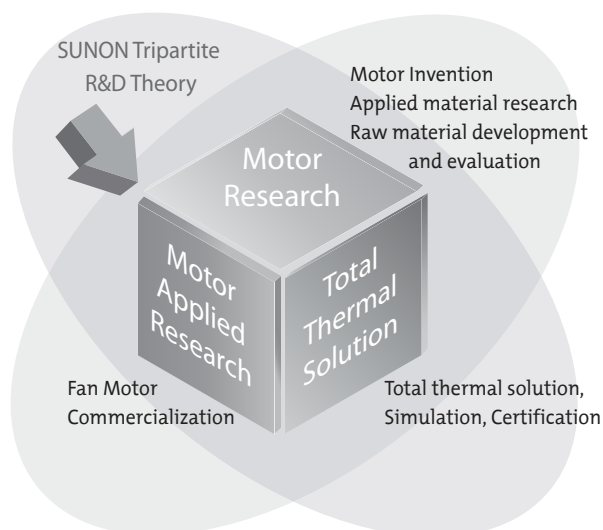 SUNON Tripartite
R&D Theory
Motor Invention
Applied material research
Raw material development
and evaluation
Motor
Research
Motor
Applied
Research
Total
Thermal
Solution
Fan Motor
Commercialization
Total thermal solution,
Simulation, Certification